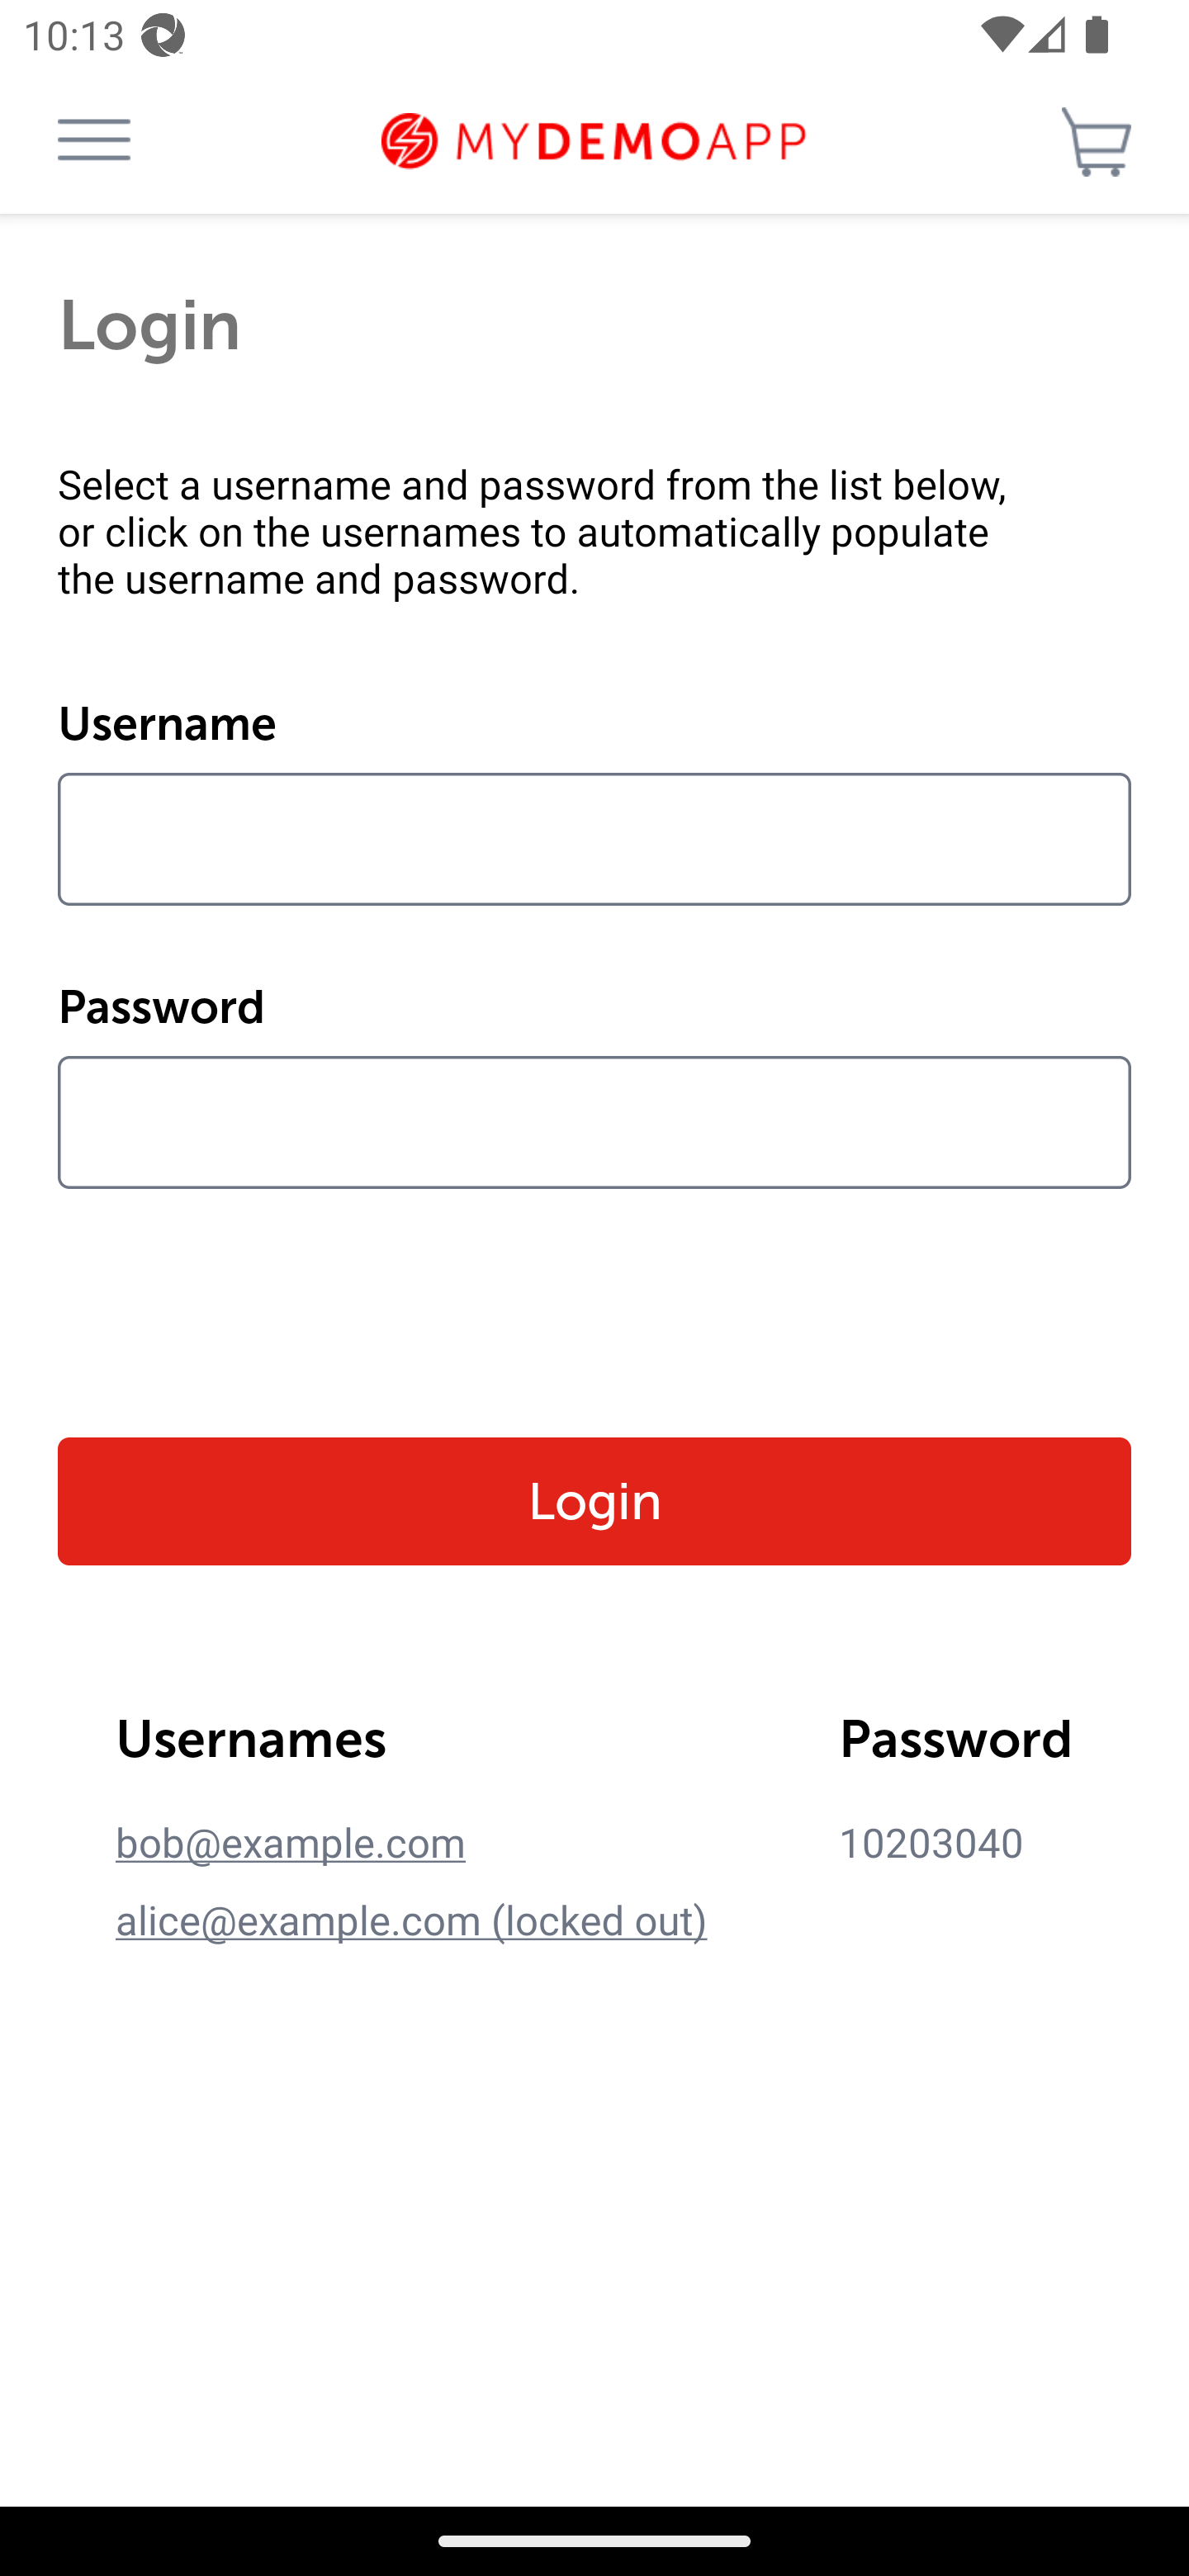 10:13
MYDEMOAPP
Login
Select a username and password from the list below,
or click on the usernames to automatically populate
the username and password.
Username
Password
Login
Usernames Password
bob@example.com 10203040
alice@example.com (locked out)